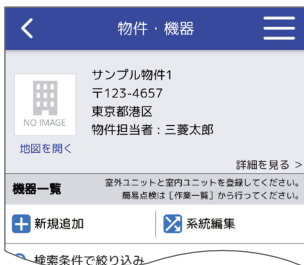 物件・機器
NO IMAGE
地図を開く
サンプル物件1
〒123-4657
東京都港区
物件担当者：三菱太郎
詳細を見る >
機器一覧
室外ユニットと室内ユニットを登録してください。
簡易点検は［作業一覧］から行ってください。
新規追加
系統編集
検索条件で絞り込み